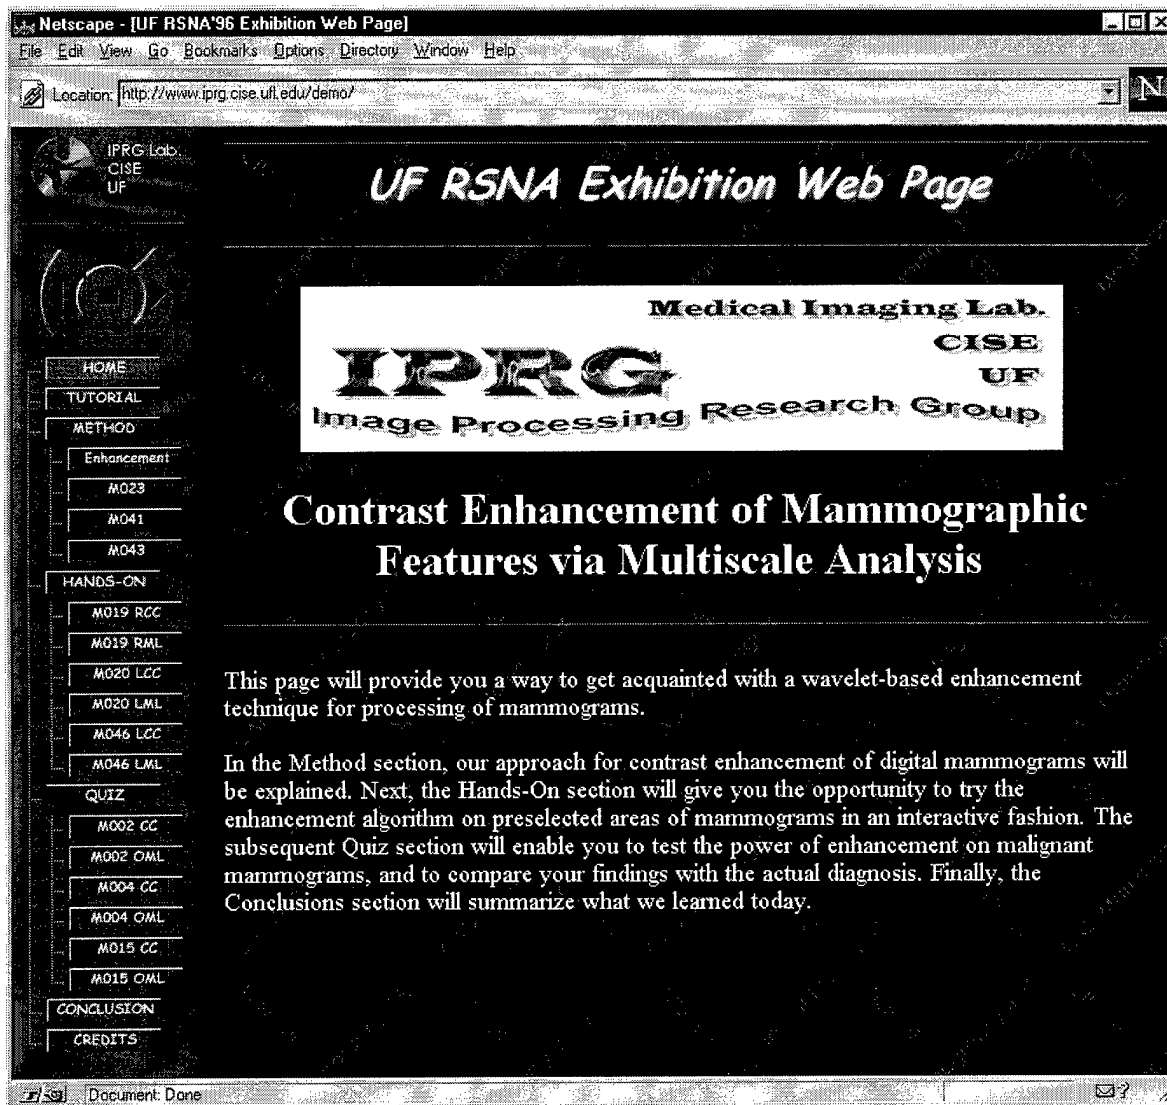 Netscape - [UF RSNA'96 Exhibition Web Page]
File Edit View Go Bookmarks Options Directory Window Help
Location: http://www.iprg.cise.ufl.edu/demo/
N
IPRG Lab.
CISE
UF
HOME
TUTORIAL
METHOD
Enhancement
M023
M041
M043
HANDS-ON
M019 RCC
M019 RML
M020 LCC
M020 LML
M046 LCC
M046 LML
QUIZ
M002 CC
M002 OML
M004 CC
M004 OML
M015 CC
M015 OML
CONCLUSION
CREDITS
UF RSNA Exhibition Web Page
Medical Imaging Lab.
CISE
UF
IPRG
Image Processing Research Group
Contrast Enhancement of Mammographic
Features via Multiscale Analysis
This page will provide you a way to get acquainted with a wavelet-based enhancement
technique for processing of mammograms.
In the Method section, our approach for contrast enhancement of digital mammograms will
be explained. Next, the Hands-On section will give you the opportunity to try the
enhancement algorithm on preselected areas of mammograms in an interactive fashion. The
subsequent Quiz section will enable you to test the power of enhancement on malignant
mammograms, and to compare your findings with the actual diagnosis. Finally, the
Conclusions section will summarize what we learned today.
Document: Done
?